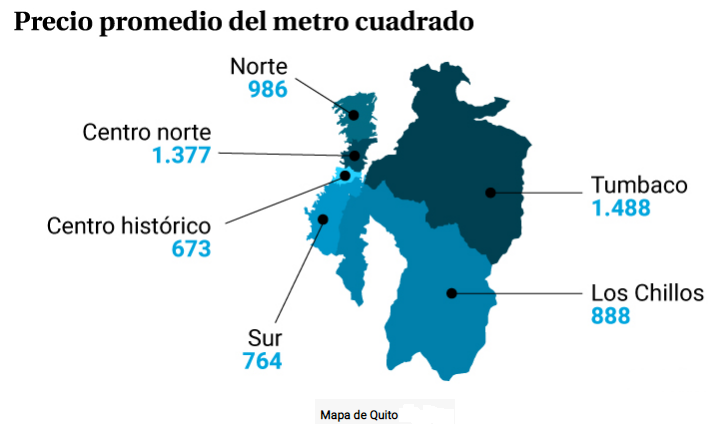 Precio promedio del metro cuadrado
Norte
986
Centro norte
1.377
Centro histórico
673
Sur
764
Tumbaco
1.488
Los Chillos
888
Mapa de Quito